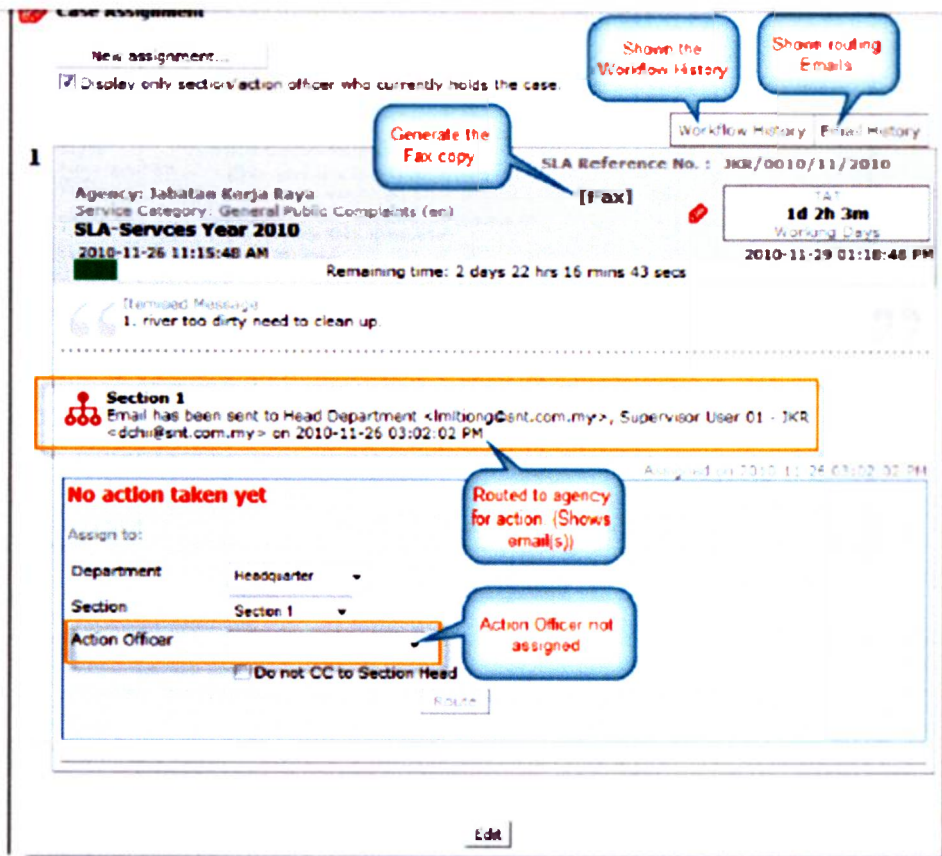 Case Assignment
New assignment...
Display only section/action officer who currently holds the case.
Shown the
Workflow History
Shown routing
Emails
Generate the
Fax copy
Workflow History
Email History
1
SLA Reference No. : JKR/0010/11/2010
Agency: Jabatan Kerja Raya
[Fax]
Service Category: General Public Complaints (en)
TAT
1d 2h 3m
Working Days
SLA-Servces Year 2010
2010-11-26 11:15:48 AM
2010-11-29 01:18:48 PM
Remaining time: 2 days 22 hrs 16 mins 43 secs
Itemised Message
1. river too dirty need to clean up.
Section 1
Email has been sent to Head Department <lmltiong@snt.com.my>, Supervisor User 01 - JKR
<dchii@snt.com.my> on 2010-11-26 03:02:02 PM
Assigned on 2010-11-26 03:02:02 PM
No action taken yet
Routed to agency
for action. (Shows
email(s))
Assign to:
Department
Headquarter
Section
Section 1
Action Officer
Action Officer not
assigned
Do not CC to Section Head
Route
Edit